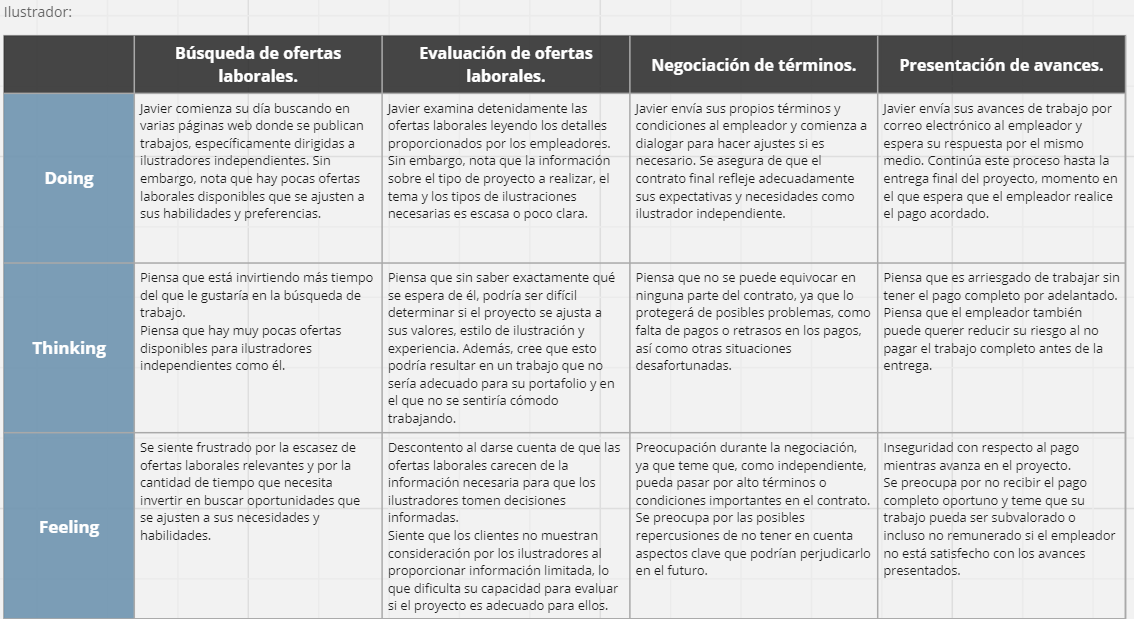 Ilustrador:
Búsqueda de ofertas
laborales.
Evaluación de ofertas
laborales.
Negociación de términos.
Presentación de avances.
Doing
Javier comienza su día buscando en
varias páginas web donde se publican
trabajos, específicamente dirigidas a
ilustradores independientes. Sin
embargo, nota que hay pocas ofertas
laborales disponibles que se ajusten a
sus habilidades y preferencias.
Javier examina detenidamente las
ofertas laborales leyendo los detalles
proporcionados por los empleadores.
Sin embargo, nota que la información
sobre el tipo de proyecto a realizar, el
tema y los tipos de ilustraciones
necesarias es escasa o poco clara.
Javier envía sus propios términos y
condiciones al empleador y comienza a
dialogar para hacer ajustes si es
necesario. Se asegura de que el
contrato final refleje adecuadamente
sus expectativas y necesidades como
ilustrador independiente.
Javier envía sus avances de trabajo por
correo electrónico al empleador y
espera su respuesta por el mismo
medio. Continúa este proceso hasta la
entrega final del proyecto, momento en
el que espera que el empleador realice
el pago acordado.
Thinking
Piensa que está invirtiendo más tiempo
del que le gustaría en la búsqueda de
trabajo.
Piensa que hay muy pocas ofertas
disponibles para ilustradores
independientes como él.
Piensa que sin saber exactamente qué
se espera de él, podría ser difícil
determinar si el proyecto se ajusta a
sus valores, estilo de ilustración y
experiencia. Además, cree que esto
podría resultar en un trabajo que no
sería adecuado para su portafolio y en
el que no se sentiría cómodo
trabajando.
Piensa que no se puede equivocar en
ninguna parte del contrato, ya que lo
protegerá de posibles problemas, como
falta de pagos o retrasos en los pagos,
así como otras situaciones
desafortunadas.
Piensa que es arriesgado de trabajar sin
tener el pago completo por adelantado.
Piensa que el empleador también
puede querer reducir su riesgo al no
pagar el trabajo completo antes de la
entrega.
Feeling
Se siente frustrado por la escasez de
ofertas laborales relevantes y por la
cantidad de tiempo que necesita
invertir en buscar oportunidades que
se ajusten a sus necesidades y
habilidades.
Descontento al darse cuenta de que las
ofertas laborales carecen de la
información necesaria para que los
ilustradores tomen decisiones
informadas.
Siente que los clientes no muestran
consideración por los ilustradores al
proporcionar información limitada, lo
que dificulta su capacidad para evaluar
si el proyecto es adecuado para ellos.
Preocupación durante la negociación,
ya que teme que, como independiente,
pueda pasar por alto términos o
condiciones importantes en el contrato.
Se preocupa por las posibles
repercusiones de no tener en cuenta
aspectos clave que podrían perjudicarlo
en el futuro.
Inseguridad con respecto al pago
mientras avanza en el proyecto.
Se preocupa por no recibir el pago
completo oportuno y teme que su
trabajo pueda ser subvalorado o
incluso no remunerado si el empleador
no está satisfecho con los avances
presentados.